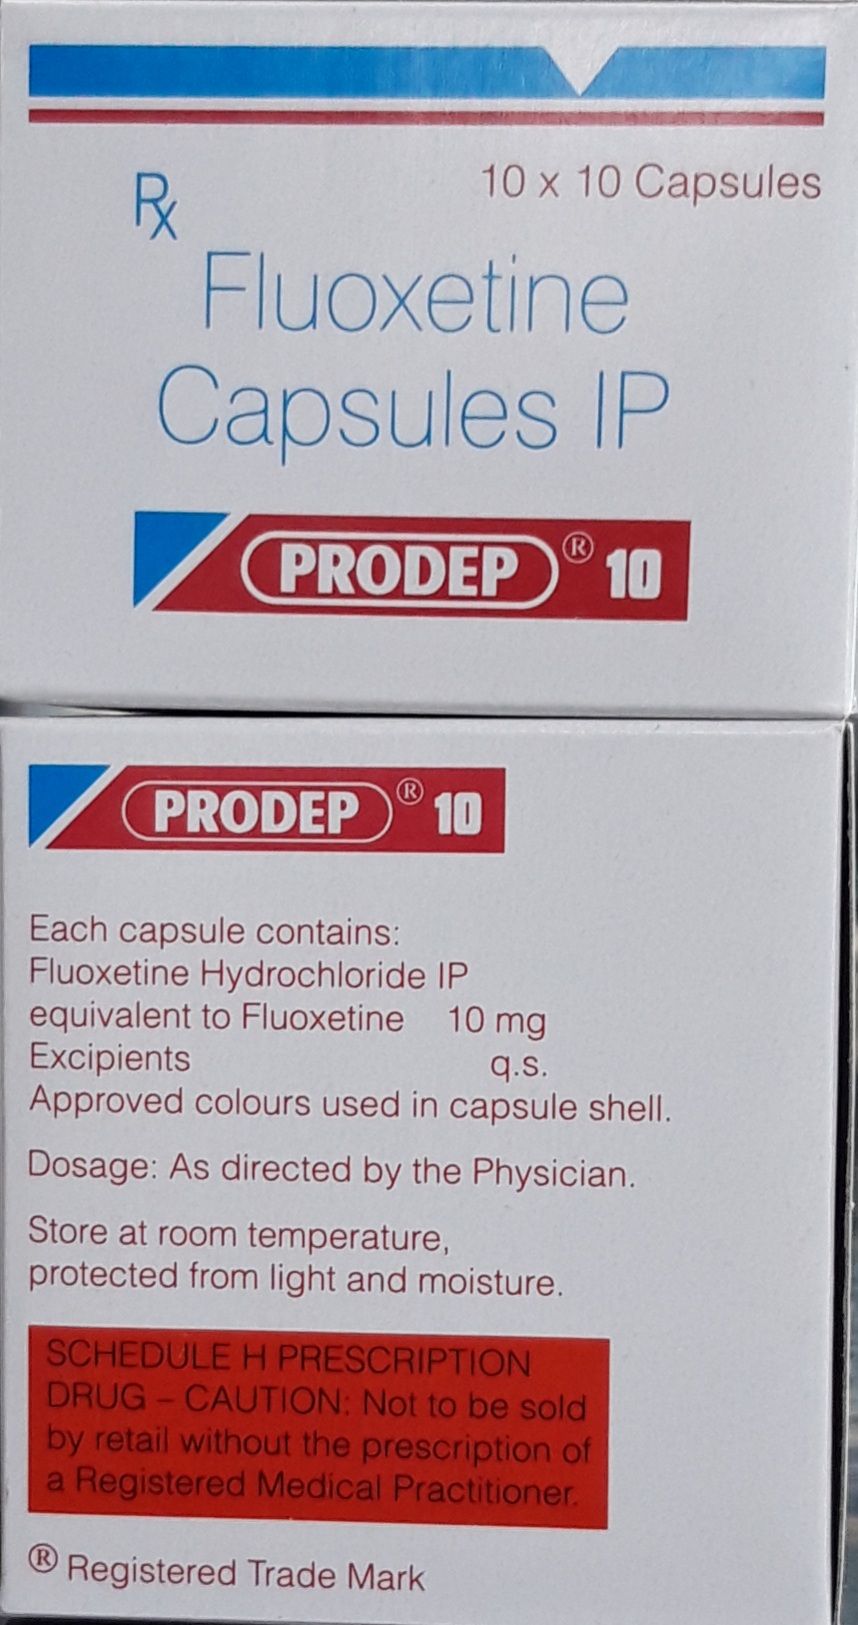 Rx
10 x 10 Capsules
Fluoxetine
Capsules IP
PRODEP® 10
PRODEP® 10
Each capsule contains:
Fluoxetine Hydrochloride IP
equivalent to Fluoxetine 10 mg
Excipients q.s.
Approved colours used in capsule shell.
Dosage: As directed by the Physician.
Store at room temperature,
protected from light and moisture.
SCHEDULE H PRESCRIPTION
DRUG – CAUTION: Not to be sold
by retail without the prescription of
a Registered Medical Practitioner.
® Registered Trade Mark